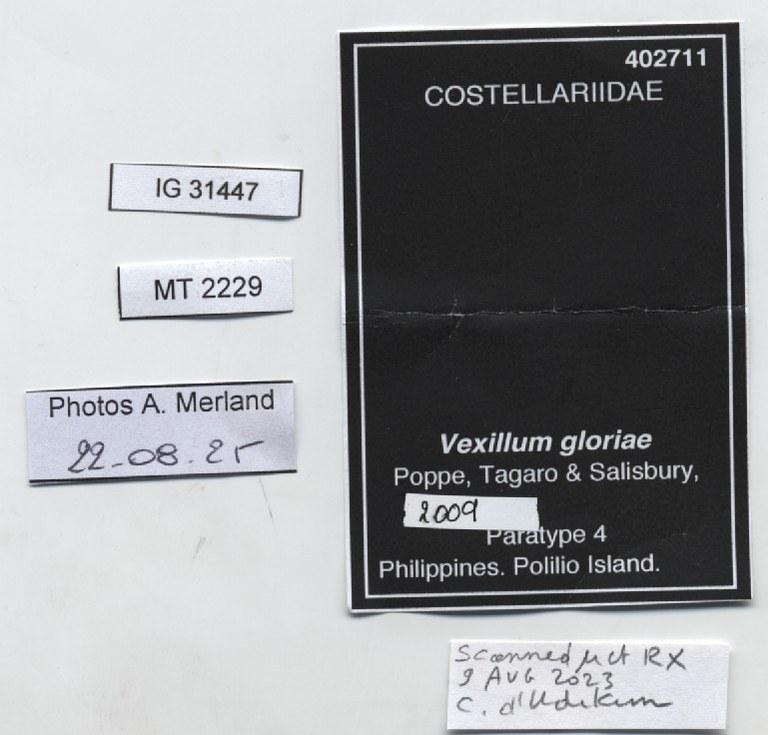 402711
COSTELLARIIDAE
IG 31447
MT 2229
Photos A. Merland
22-08.25
Vexillum gloriae
Poppe, Tagaro & Salisbury,
2009
Paratype 4
Philippines. Polilio Island.
Scanned µct RX
9 AUG 2023
C. d'Udekem